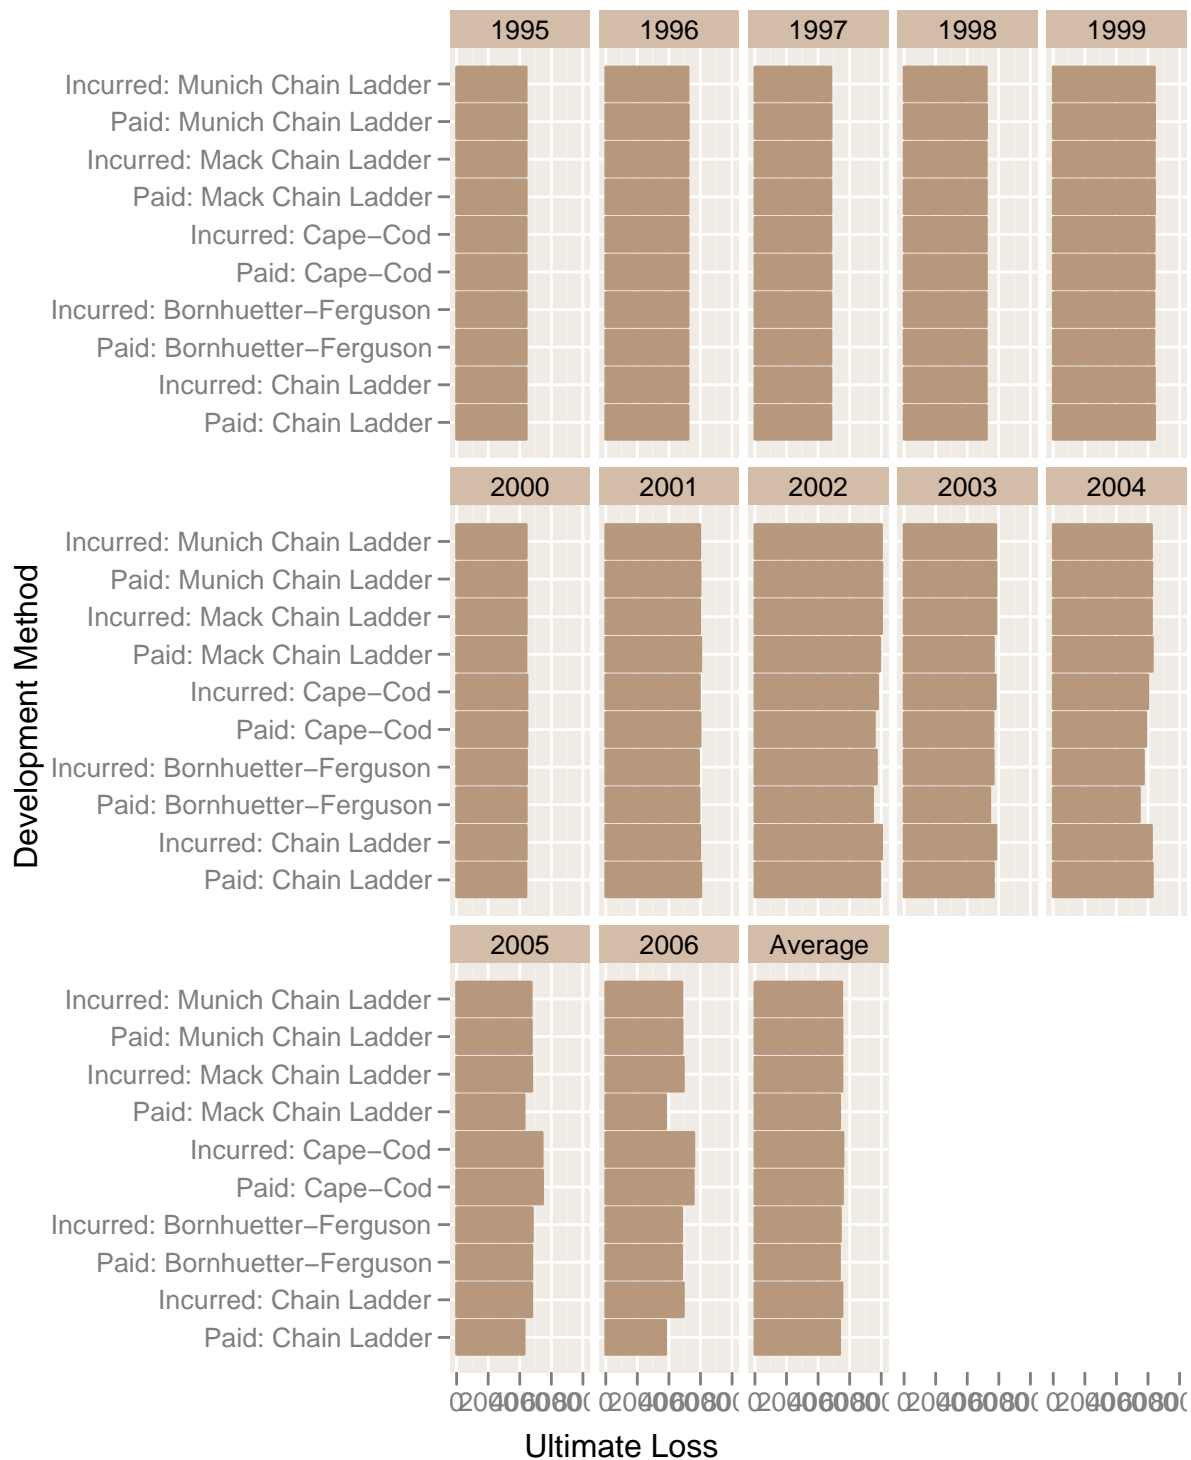 1995 1996 1997 1998 1999
Incurred: Munich Chain Ladder
Paid: Munich Chain Ladder
Incurred: Mack Chain Ladder
Paid: Mack Chain Ladder
Incurred: Cape−Cod
Paid: Cape−Cod
Incurred: Bornhuetter−Ferguson
Paid: Bornhuetter−Ferguson
Incurred: Chain Ladder
Paid: Chain Ladder
2000 2001 2002 2003 2004
Development Method
Incurred: Munich Chain Ladder
Paid: Munich Chain Ladder
Incurred: Mack Chain Ladder
Paid: Mack Chain Ladder
Incurred: Cape−Cod
Paid: Cape−Cod
Incurred: Bornhuetter−Ferguson
Paid: Bornhuetter−Ferguson
Incurred: Chain Ladder
Paid: Chain Ladder
2005 2006 Average
Incurred: Munich Chain Ladder
Paid: Munich Chain Ladder
Incurred: Mack Chain Ladder
Paid: Mack Chain Ladder
Incurred: Cape−Cod
Paid: Cape−Cod
Incurred: Bornhuetter−Ferguson
Paid: Bornhuetter−Ferguson
Incurred: Chain Ladder
Paid: Chain Ladder
Ultimate Loss